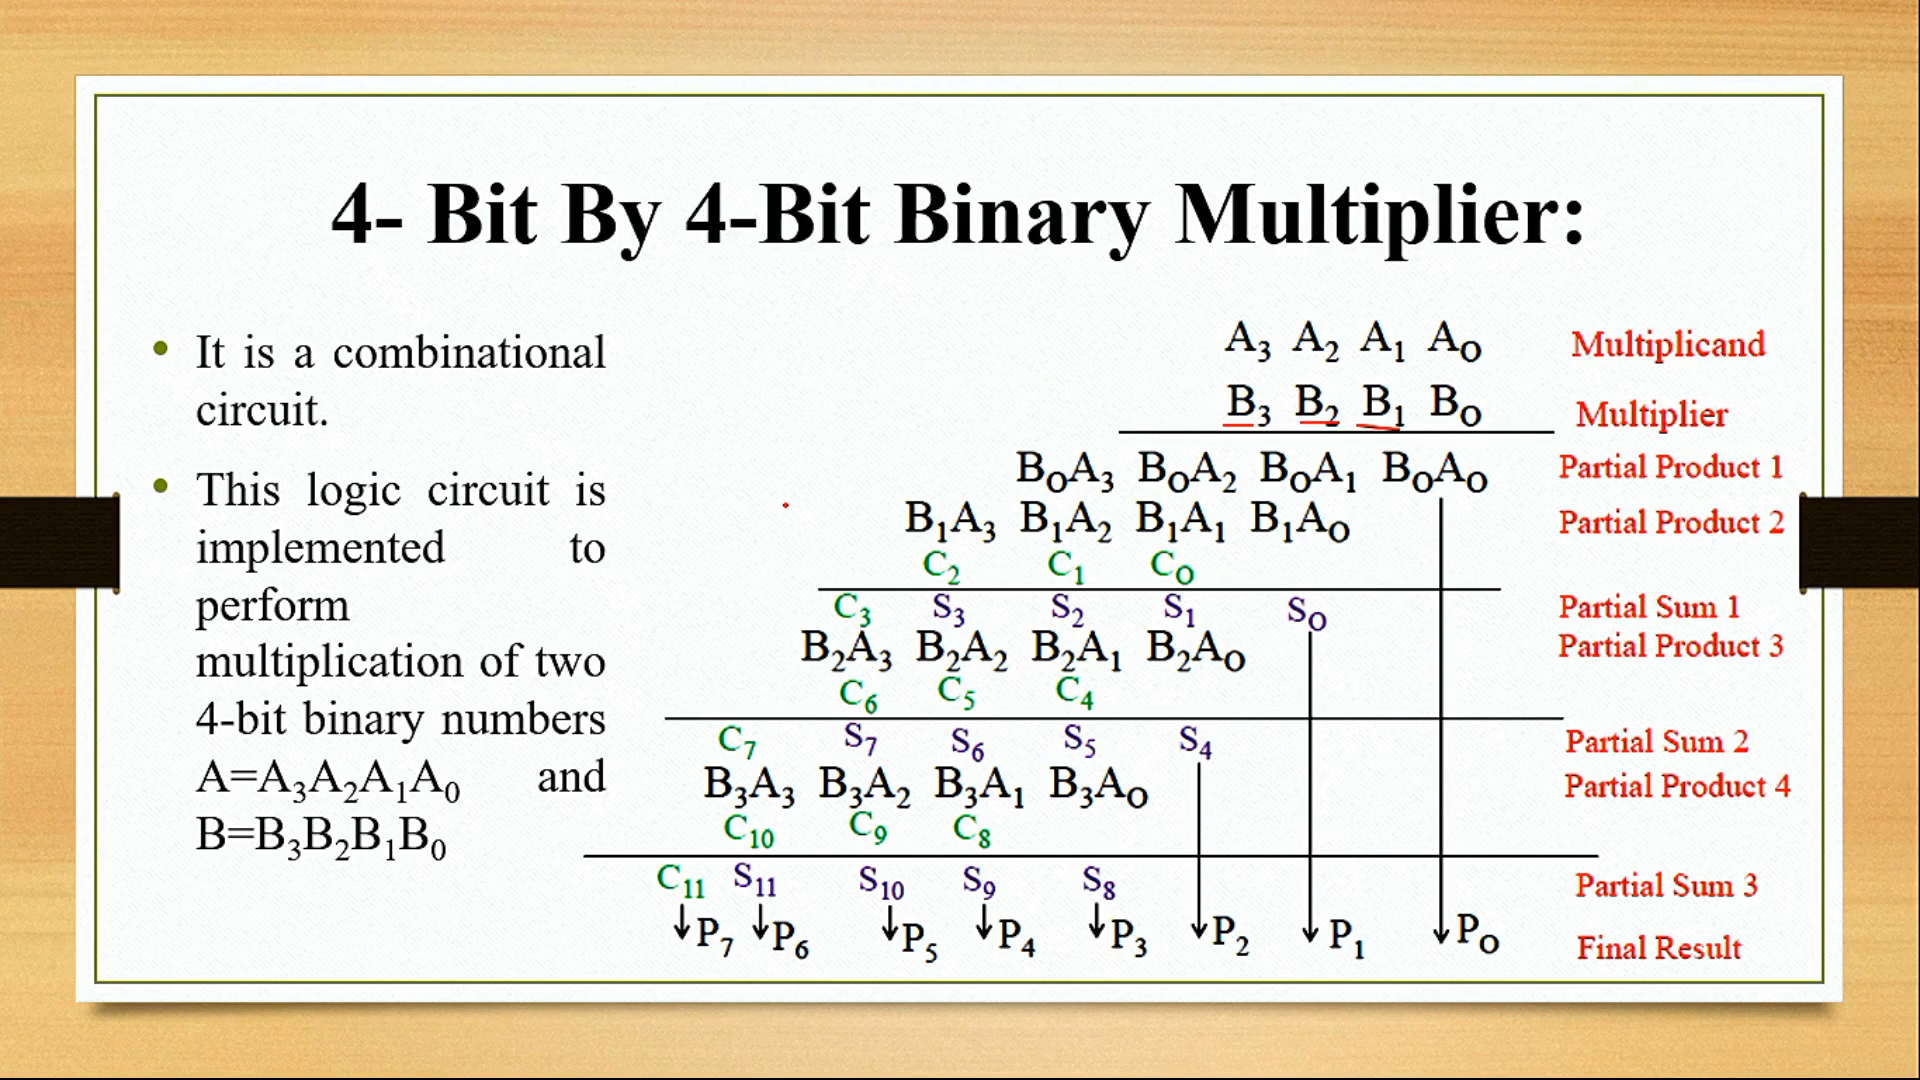 4- Bit By 4-Bit Binary Multiplier:
• It is a combinational
circuit.
• This logic circuit is
implemented to
perform
multiplication of two
4-bit binary numbers
A=A₃A₂A₁A₀ and
B=B₃B₂B₁B₀
A₃ A₂ A₁ A₀ Multiplicand
B₃ B₂ B₁ B₀ Multiplier
B₀A₃ B₀A₂ B₀A₁ B₀A₀ Partial Product 1
B₁A₃ B₁A₂ B₁A₁ B₁A₀ Partial Product 2
C₂ C₁ C₀
C₃ S₃ S₂ S₁ S₀ Partial Sum 1
B₂A₃ B₂A₂ B₂A₁ B₂A₀ Partial Product 3
C₆ C₅ C₄
C₇ S₇ S₆ S₅ S₄ Partial Sum 2
B₃A₃ B₃A₂ B₃A₁ B₃A₀ Partial Product 4
C₁₀ C₉ C₈
C₁₁ S₁₁ S₁₀ S₉ S₈ Partial Sum 3
↓P₇ ↓P₆ ↓P₅ ↓P₄ ↓P₃ ↓P₂ ↓P₁ ↓P₀ Final Result